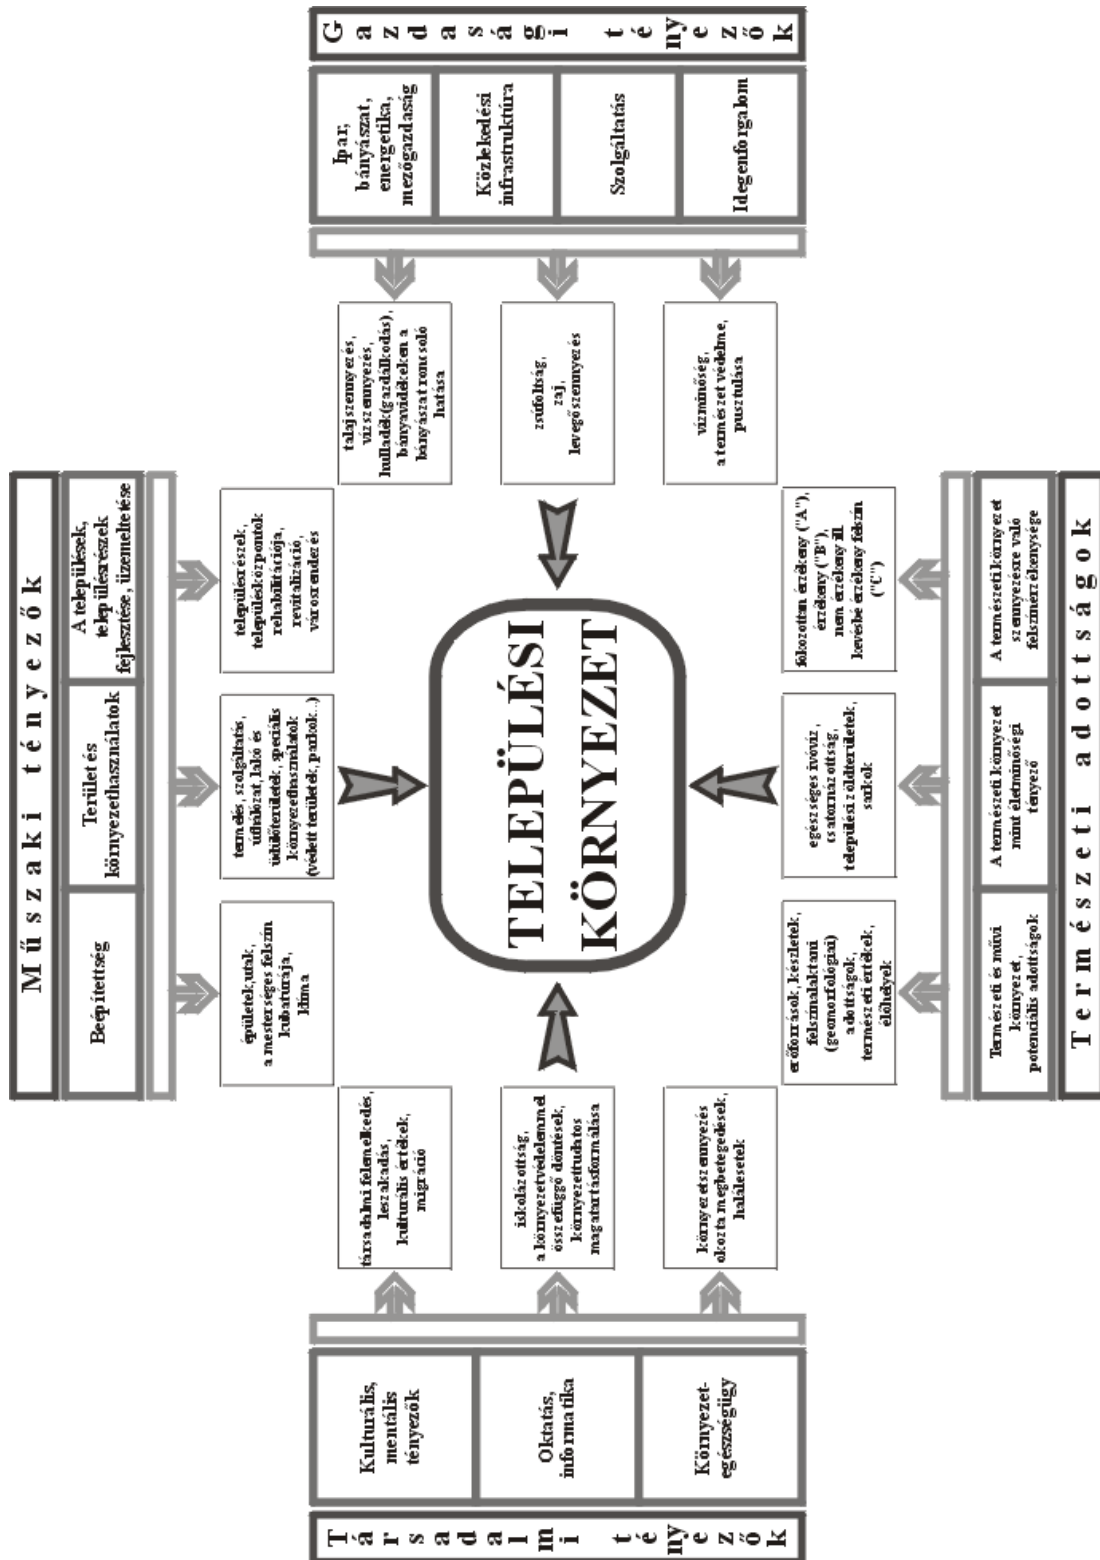 Műszaki tényezők
Beépítettség
Terület és
környezethasználatok
A települések,
településrészek
fejlesztése, üzemeltetése
épületek,utak,
a mesterséges felszín
kubatúrája,
klíma
termelés, szolgáltatás,
úthálózat, lakó és
üdülőterületek, speciális
környezethasználatok
(védett területek, parkok...)
településrészek,
településközpontok
rehabilitációja,
revitalizáció,
városrendezés
Társadalmi tényezők
Kulturális,
mentális
tényezők
Oktatás,
informatika
Környezet-
egészségügy
társadalmi felemelkedés,
leszakadás,
kulturális értékek,
migráció
iskolázottság,
a környezetvédelemmel
összefüggő döntések,
környezettudatos
magatartásformálása
környezetszennyezés
okozta megbetegedések,
halálesetek
TELEPÜLÉSI
KÖRNYEZET
Gazdasági tényezők
Ipar,
bányászat,
energetika,
mezőgazdaság
Közlekedési
infrastruktúra
Szolgáltatás
Idegenforgalom
talajszennyezés,
vízszennyezés,
hulladék(gazdálkodás),
bányavidékeken a
bányászat roncsoló
hatása
zsúfoltság,
zaj,
levegőszennyezés
vízminőség,
a természet védelme,
pusztulása
erőforrások, készletek,
felszínalaktani
(geomorfológiai)
adottságok,
természeti értékek,
élőhelyek
egészséges ivóvíz,
csatornázottság,
települési zöldterületek,
sarkok
fokozottan érzékeny ("A"),
érzékeny ("B"),
nem érzékeny ill.
kevésbé érzékeny felszín
("C")
Természeti és művi
környezet,
potenciális adottságok
A természeti környezet
mint életminőségi
tényező
A természeti környezet
szennyezésre való
felszínérzékenysége
Természeti adottságok